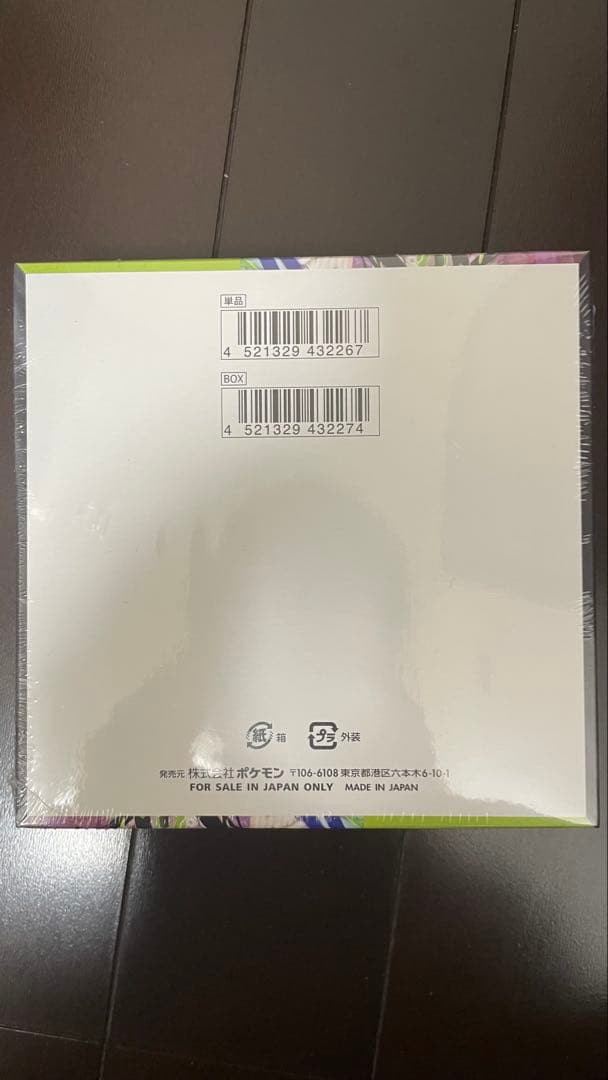 単品
4 521329 432267
BOX
4 521329 432274
紙 箱 プラ 外装
発売元 株式会社ポケモン 〒106-6108 東京都港区六本木6-10-1
FOR SALE IN JAPAN ONLY MADE IN JAPAN